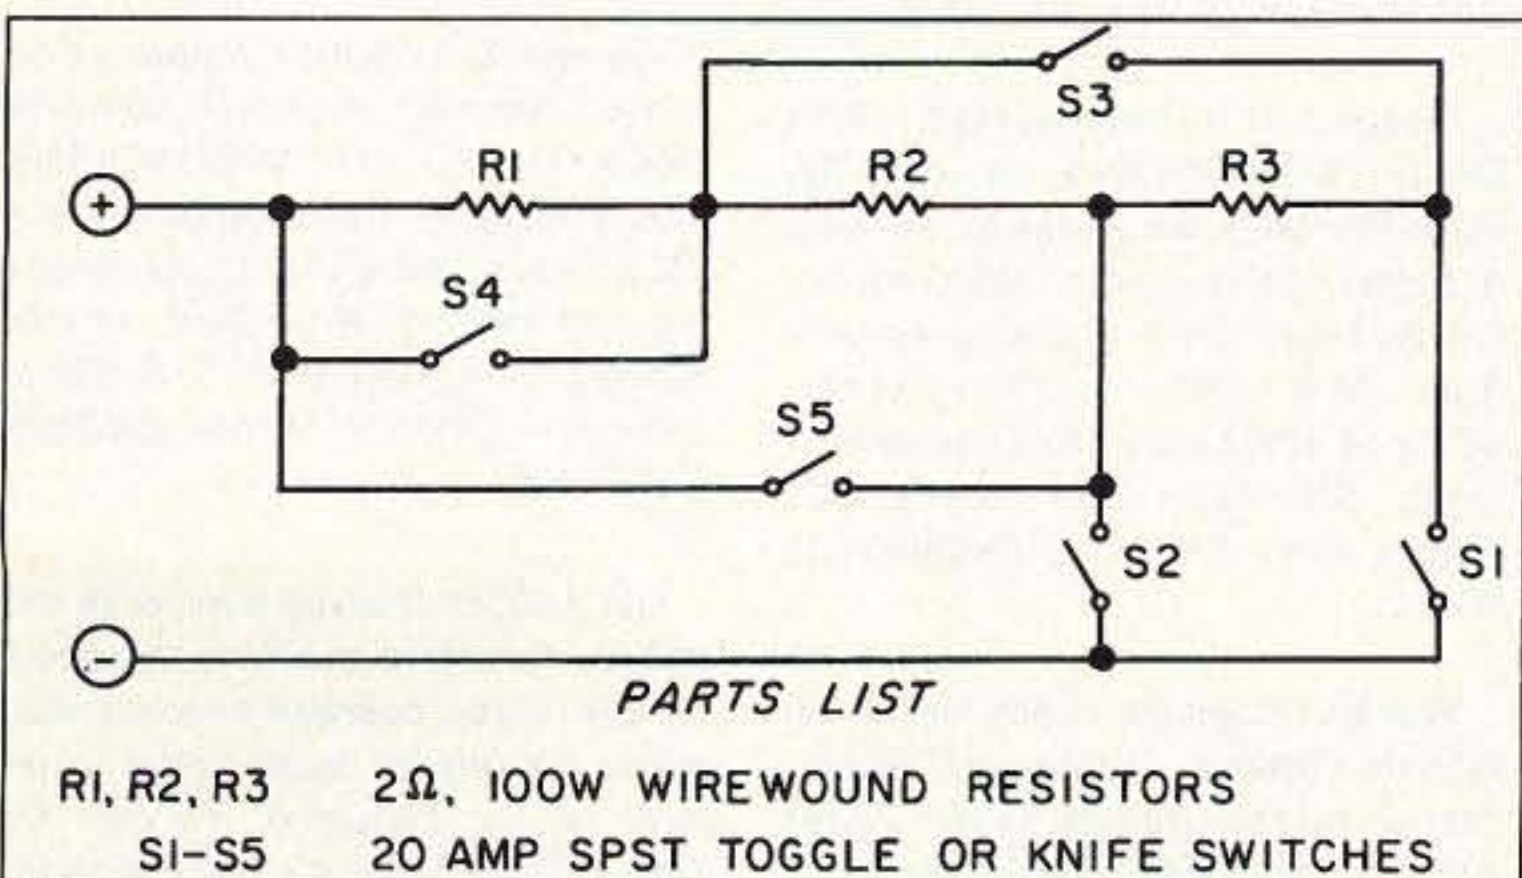 S3
R1 R2 R3
+
S4
S5
S2 S1
-
PARTS LIST
R1, R2, R3 2Ω, 100W WIREWOUND RESISTORS
S1-S5 20 AMP SPST TOGGLE OR KNIFE SWITCHES